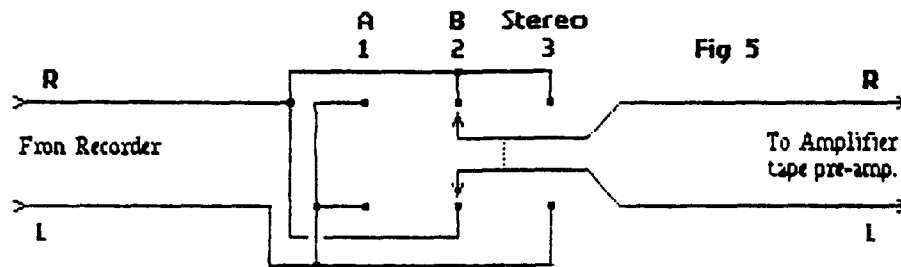 A B Stereo
1 2 3 Fig 5
R R
Fron Recorder To Amplifier
tape pre-amp.
L L